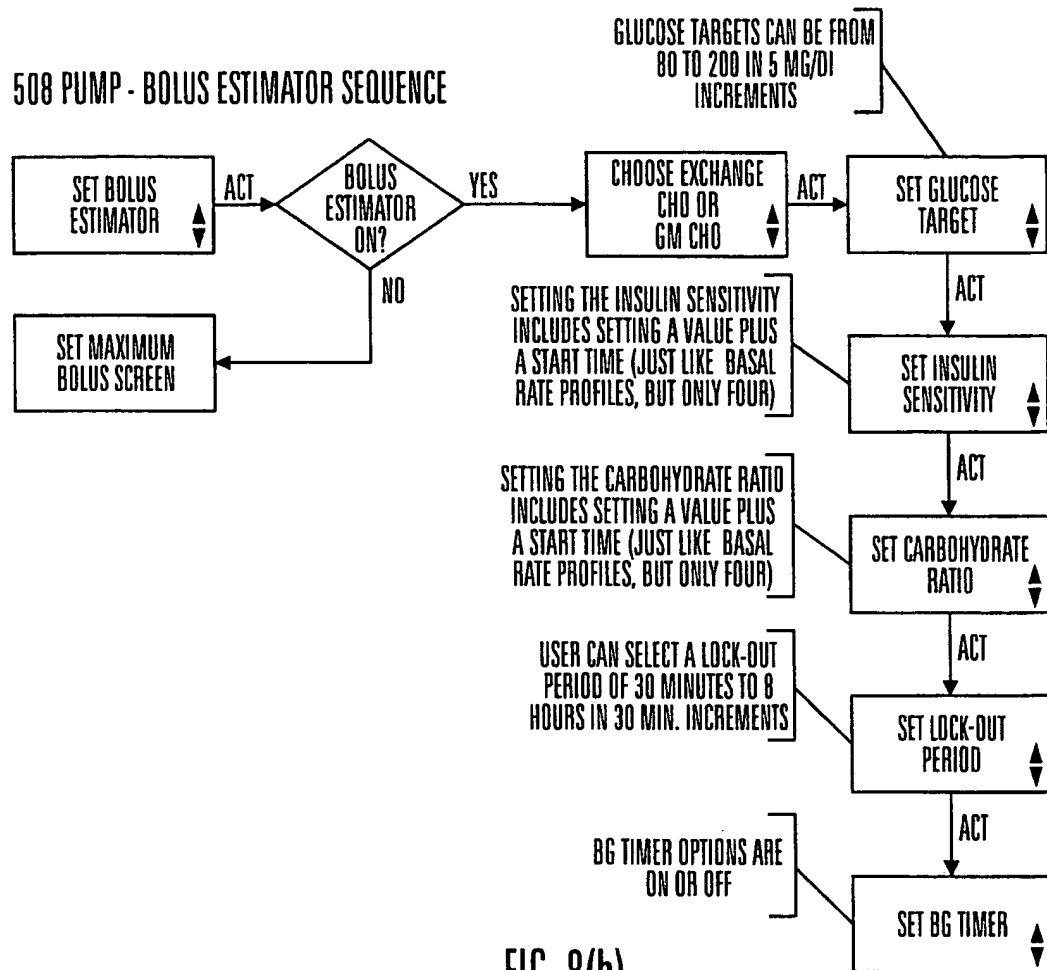 GLUCOSE TARGETS CAN BE FROM
80 TO 200 IN 5 MG/DI
INCREMENTS
508 PUMP - BOLUS ESTIMATOR SEQUENCE
SET BOLUS
ESTIMATOR
ACT
BOLUS
ESTIMATOR
ON?
YES
CHOOSE EXCHANGE
CHO OR
GM CHO
ACT
SET GLUCOSE
TARGET
NO
ACT
SET MAXIMUM
BOLUS SCREEN
SETTING THE INSULIN SENSITIVITY
INCLUDES SETTING A VALUE PLUS
A START TIME (JUST LIKE BASAL
RATE PROFILES, BUT ONLY FOUR)
SET INSULIN
SENSITIVITY
ACT
SETTING THE CARBOHYDRATE RATIO
INCLUDES SETTING A VALUE PLUS
A START TIME (JUST LIKE BASAL
RATE PROFILES, BUT ONLY FOUR)
SET CARBOHYDRATE
RATIO
ACT
USER CAN SELECT A LOCK-OUT
PERIOD OF 30 MINUTES TO 8
HOURS IN 30 MIN. INCREMENTS
SET LOCK-OUT
PERIOD
ACT
BG TIMER OPTIONS ARE
ON OR OFF
SET BG TIMER
FIG. 8(b)